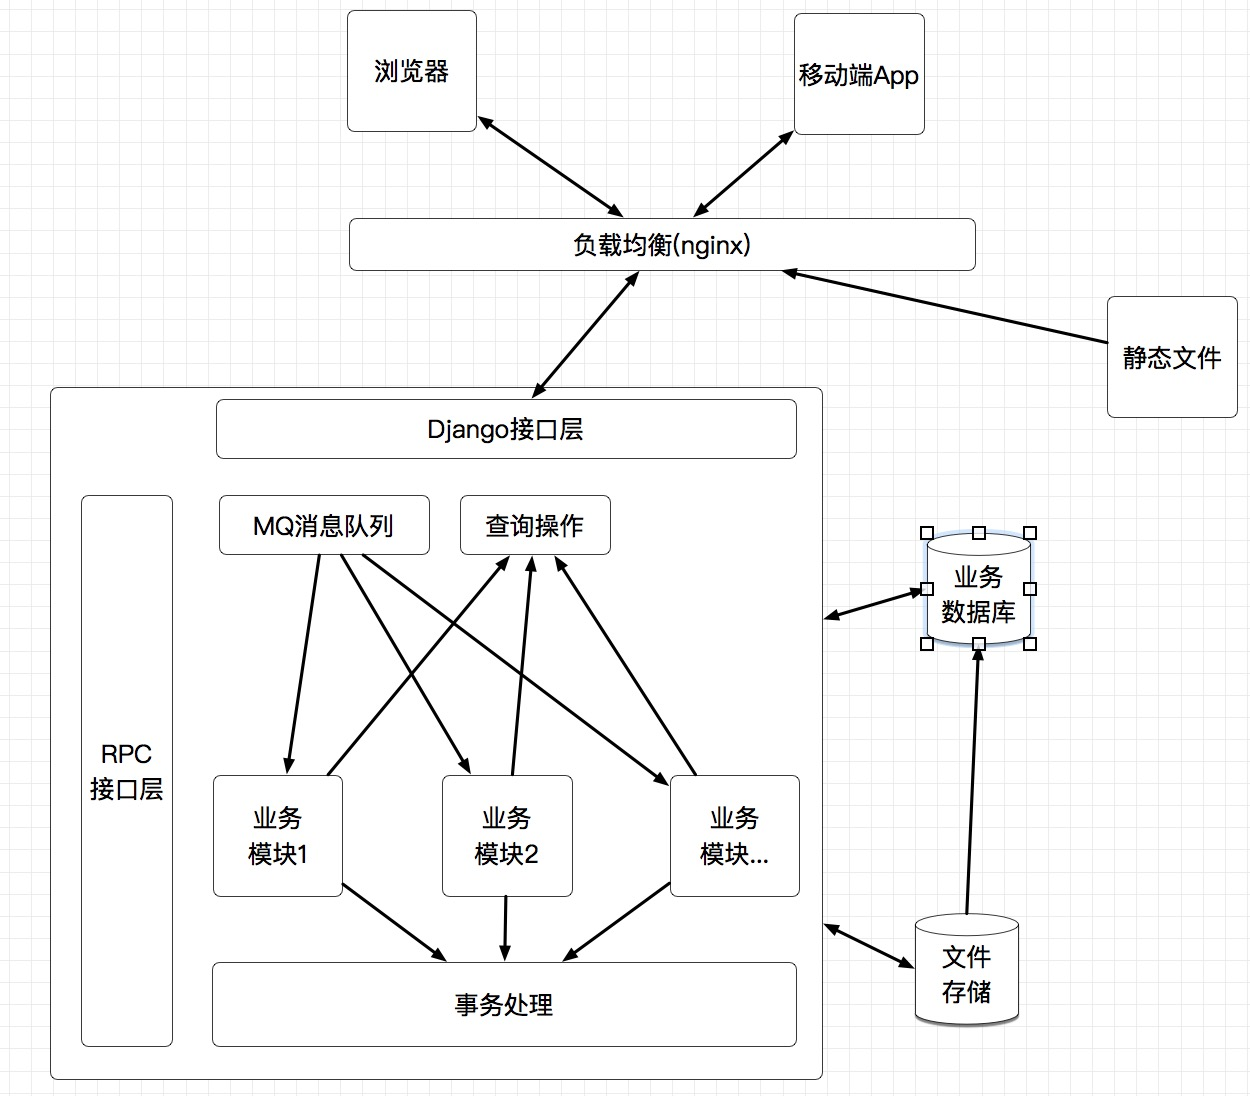 浏览器
移动端App
负载均衡(nginx)
静态文件
Django接口层
MQ消息队列
查询操作
业务
数据库
RPC
接口层
业务
模块1
业务
模块2
业务
模块...
文件
存储
事务处理